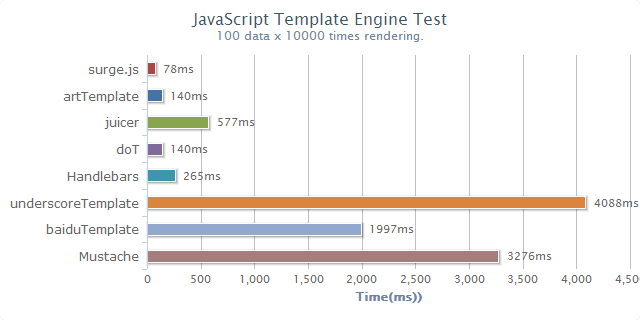 JavaScript Template Engine Test
100 data x 10000 times rendering.
surge.js 78ms
artTemplate 140ms
juicer 577ms
doT 140ms
Handlebars 265ms
underscoreTemplate 4088ms
baiduTemplate 1997ms
Mustache 3276ms
0 500 1,000 1,500 2,000 2,500 3,000 3,500 4,000 4,50
Time(ms))